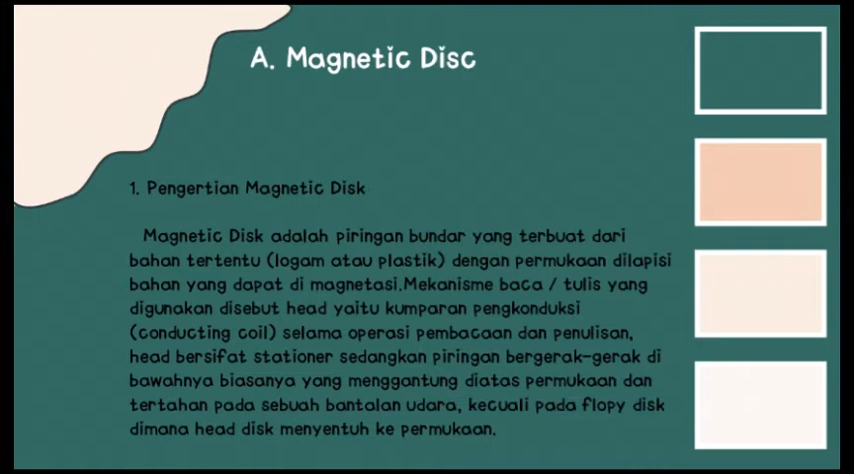 A. Magnetic Disc
1. Pengertian Magnetic Disk
Magnetic Disk adalah piringan bundar yang terbuat dari
bahan tertentu (logam atau plastik) dengan permukaan dilapisi
bahan yang dapat di magnetasi.Mekanisme baca / tulis yang
digunakan disebut head yaitu kumparan pengkonduksi
(conducting coil) selama operasi pembacaan dan penulisan,
head bersifat stationer sedangkan piringan bergerak-gerak di
bawahnya biasanya yang menggantung diatas permukaan dan
tertahan pada sebuah bantalan udara, kecuali pada flopy disk
dimana head disk menyentuh ke permukaan.